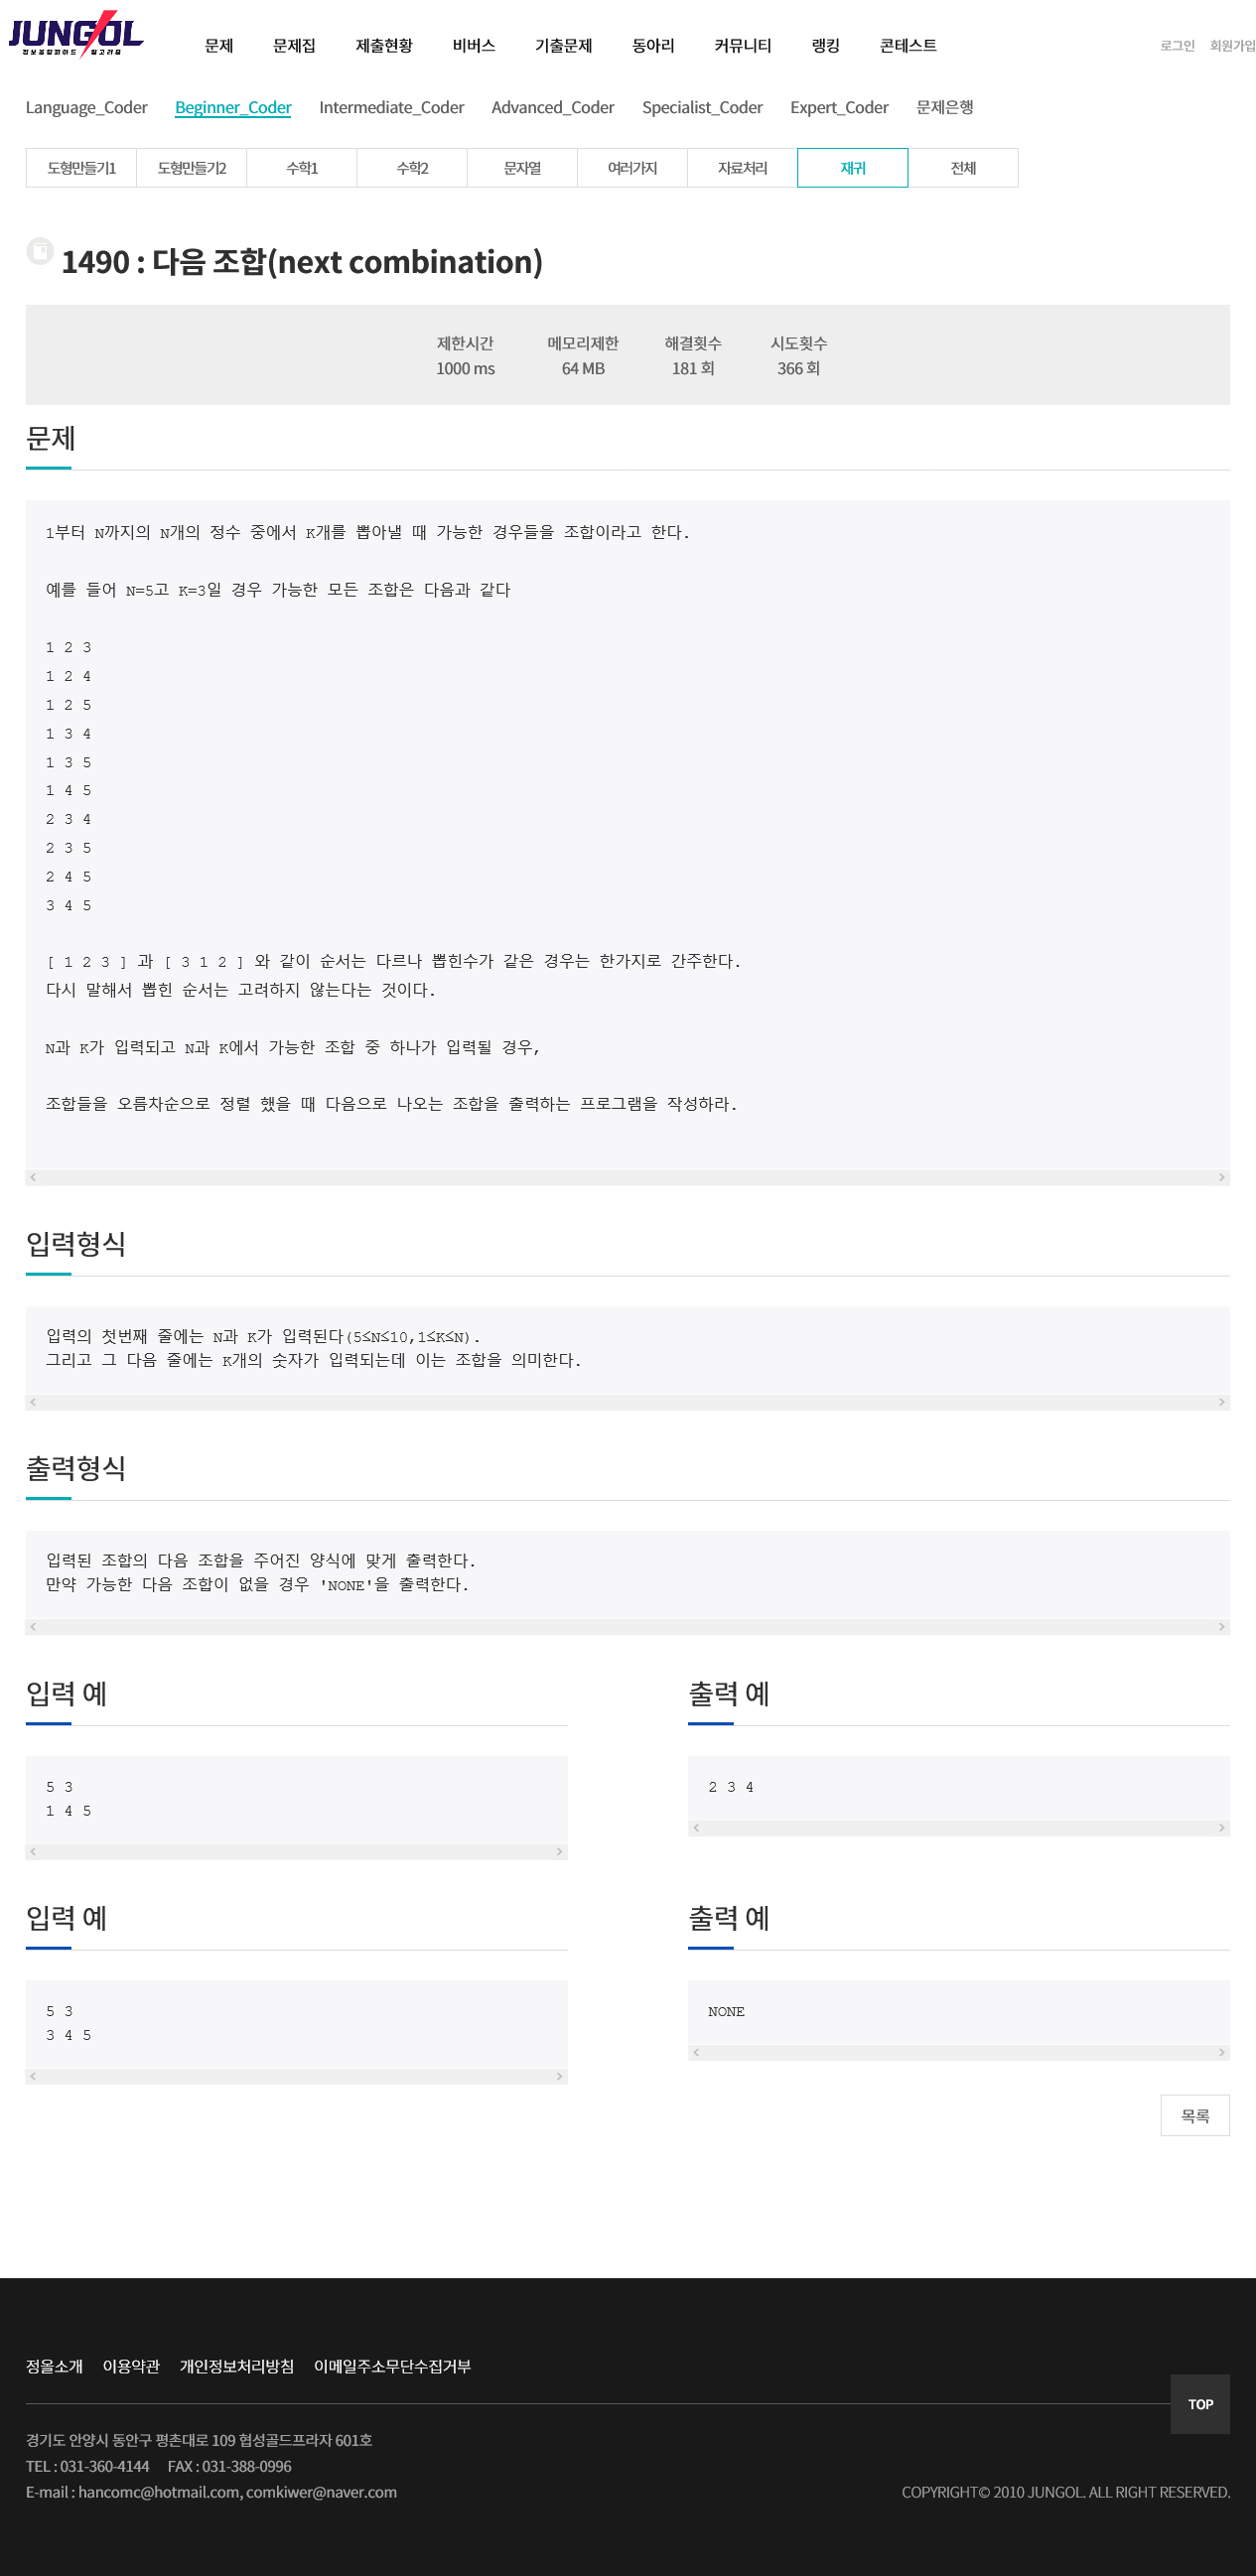 JUNGOL
정보올림피아드 알고리즘
문제 문제집 제출현황 비버스 기출문제 동아리 커뮤니티 랭킹 콘테스트
로그인 회원가입
Language_Coder Beginner_Coder Intermediate_Coder Advanced_Coder Specialist_Coder Expert_Coder 문제은행
도형만들기1 도형만들기2 수학1 수학2 문자열 여러가지 자료처리 재귀 전체
1490 : 다음 조합(next combination)
제한시간 메모리제한 해결횟수 시도횟수
1000 ms 64 MB 181 회 366 회
문제
1부터 N까지의 N개의 정수 중에서 K개를 뽑아낼 때 가능한 경우들을 조합이라고 한다.
예를 들어 N=5고 K=3일 경우 가능한 모든 조합은 다음과 같다
1 2 3
1 2 4
1 2 5
1 3 4
1 3 5
1 4 5
2 3 4
2 3 5
2 4 5
3 4 5
[ 1 2 3 ] 과 [ 3 1 2 ] 와 같이 순서는 다르나 뽑힌수가 같은 경우는 한가지로 간주한다.
다시 말해서 뽑힌 순서는 고려하지 않는다는 것이다.
N과 K가 입력되고 N과 K에서 가능한 조합 중 하나가 입력될 경우,
조합들을 오름차순으로 정렬 했을 때 다음으로 나오는 조합을 출력하는 프로그램을 작성하라.
입력형식
입력의 첫번째 줄에는 N과 K가 입력된다(5≤N≤10,1≤K≤N).
그리고 그 다음 줄에는 K개의 숫자가 입력되는데 이는 조합을 의미한다.
출력형식
입력된 조합의 다음 조합을 주어진 양식에 맞게 출력한다.
만약 가능한 다음 조합이 없을 경우 'NONE'을 출력한다.
입력 예
5 3
1 4 5
출력 예
2 3 4
입력 예
5 3
3 4 5
출력 예
NONE
목록
정올소개 이용약관 개인정보처리방침 이메일주소무단수집거부
TOP
경기도 안양시 동안구 평촌대로 109 협성골드프라자 601호
TEL : 031-360-4144 FAX : 031-388-0996
E-mail : hancomc@hotmail.com, comkiwer@naver.com
COPYRIGHT© 2010 JUNGOL. ALL RIGHT RESERVED.